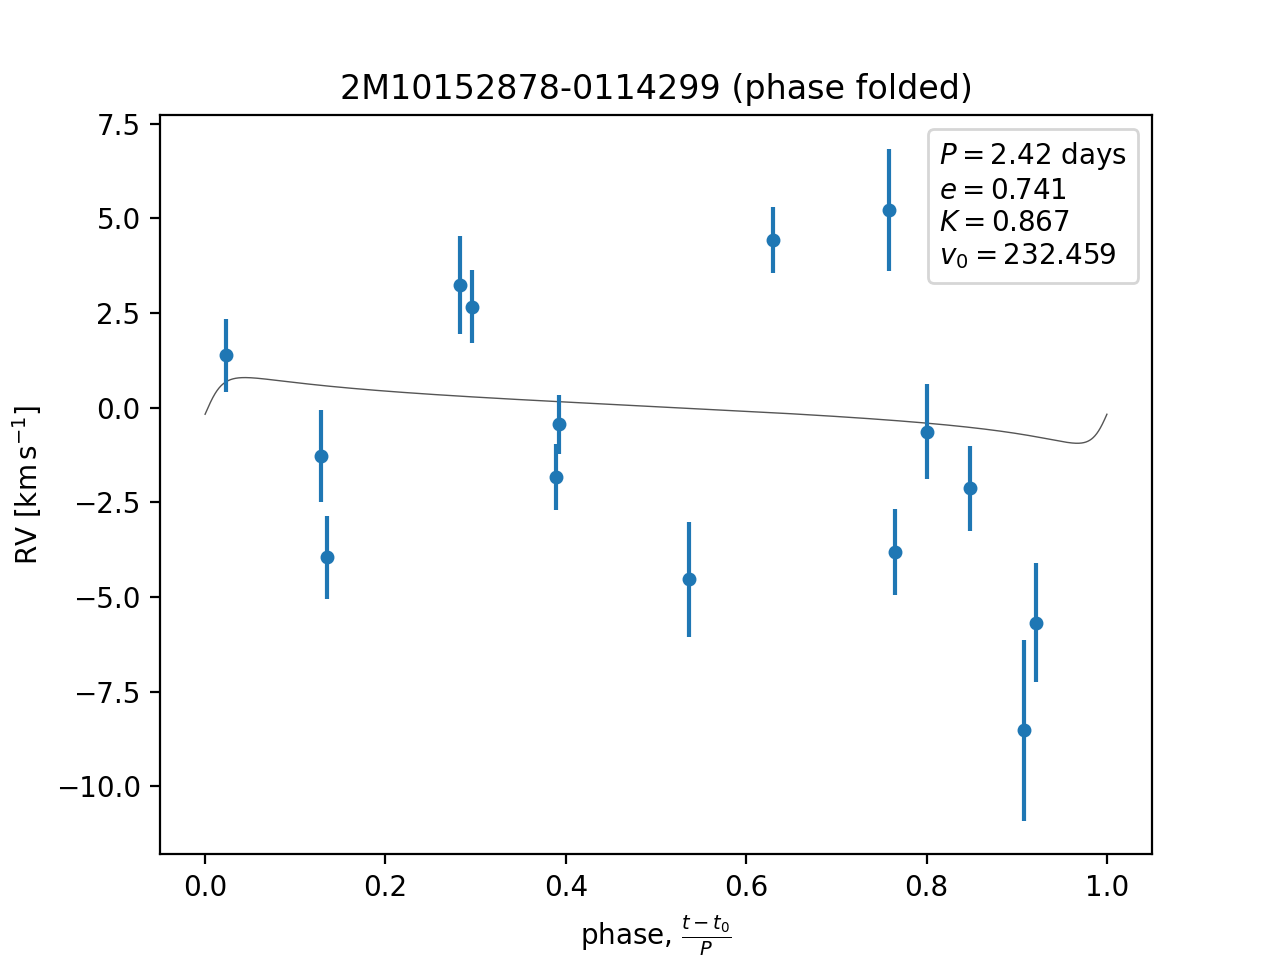 2M10152878-0114299 (phase folded)
P = 2.42 days
e = 0.741
K = 0.867
v₀ = 232.459
RV [km s⁻¹]
7.5
5.0
2.5
0.0
−2.5
−5.0
−7.5
−10.0
0.0 0.2 0.4 0.6 0.8 1.0
phase, (t − t₀)/P